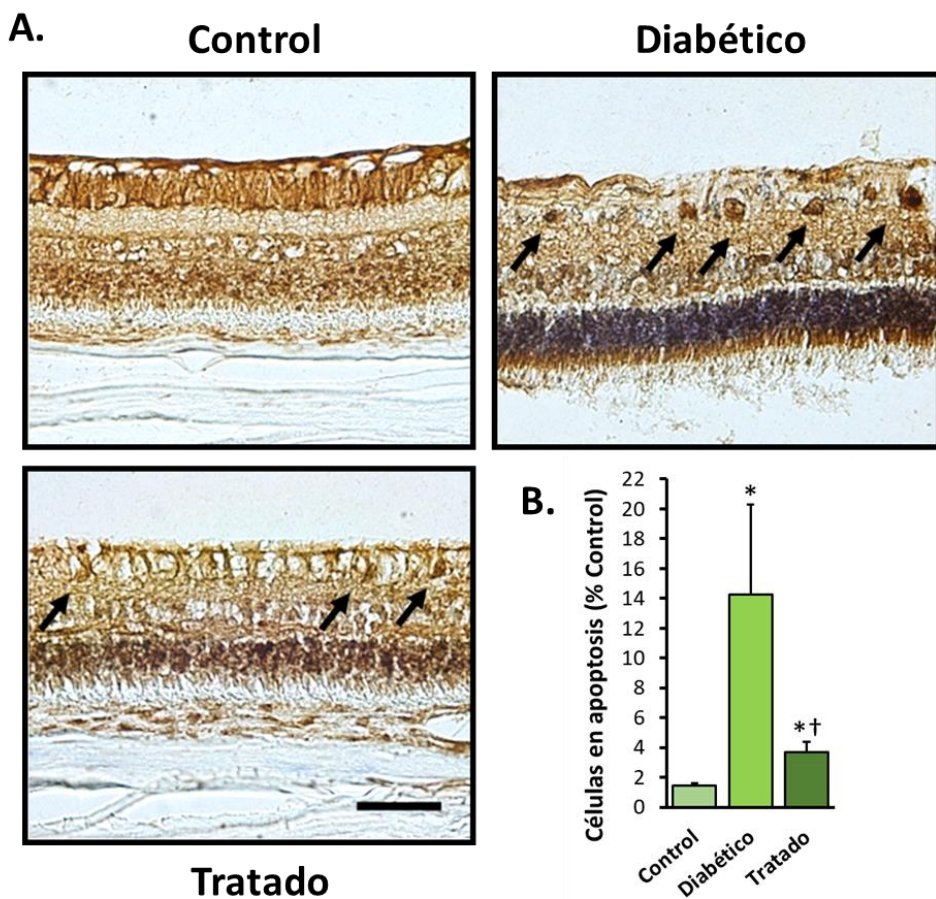 A.
Control
Diabético
Tratado
B.
Células en apoptosis (% Control)
22
20
18
16
14
12
10
8
6
4
2
0
*
*†
Control
Diabético
Tratado